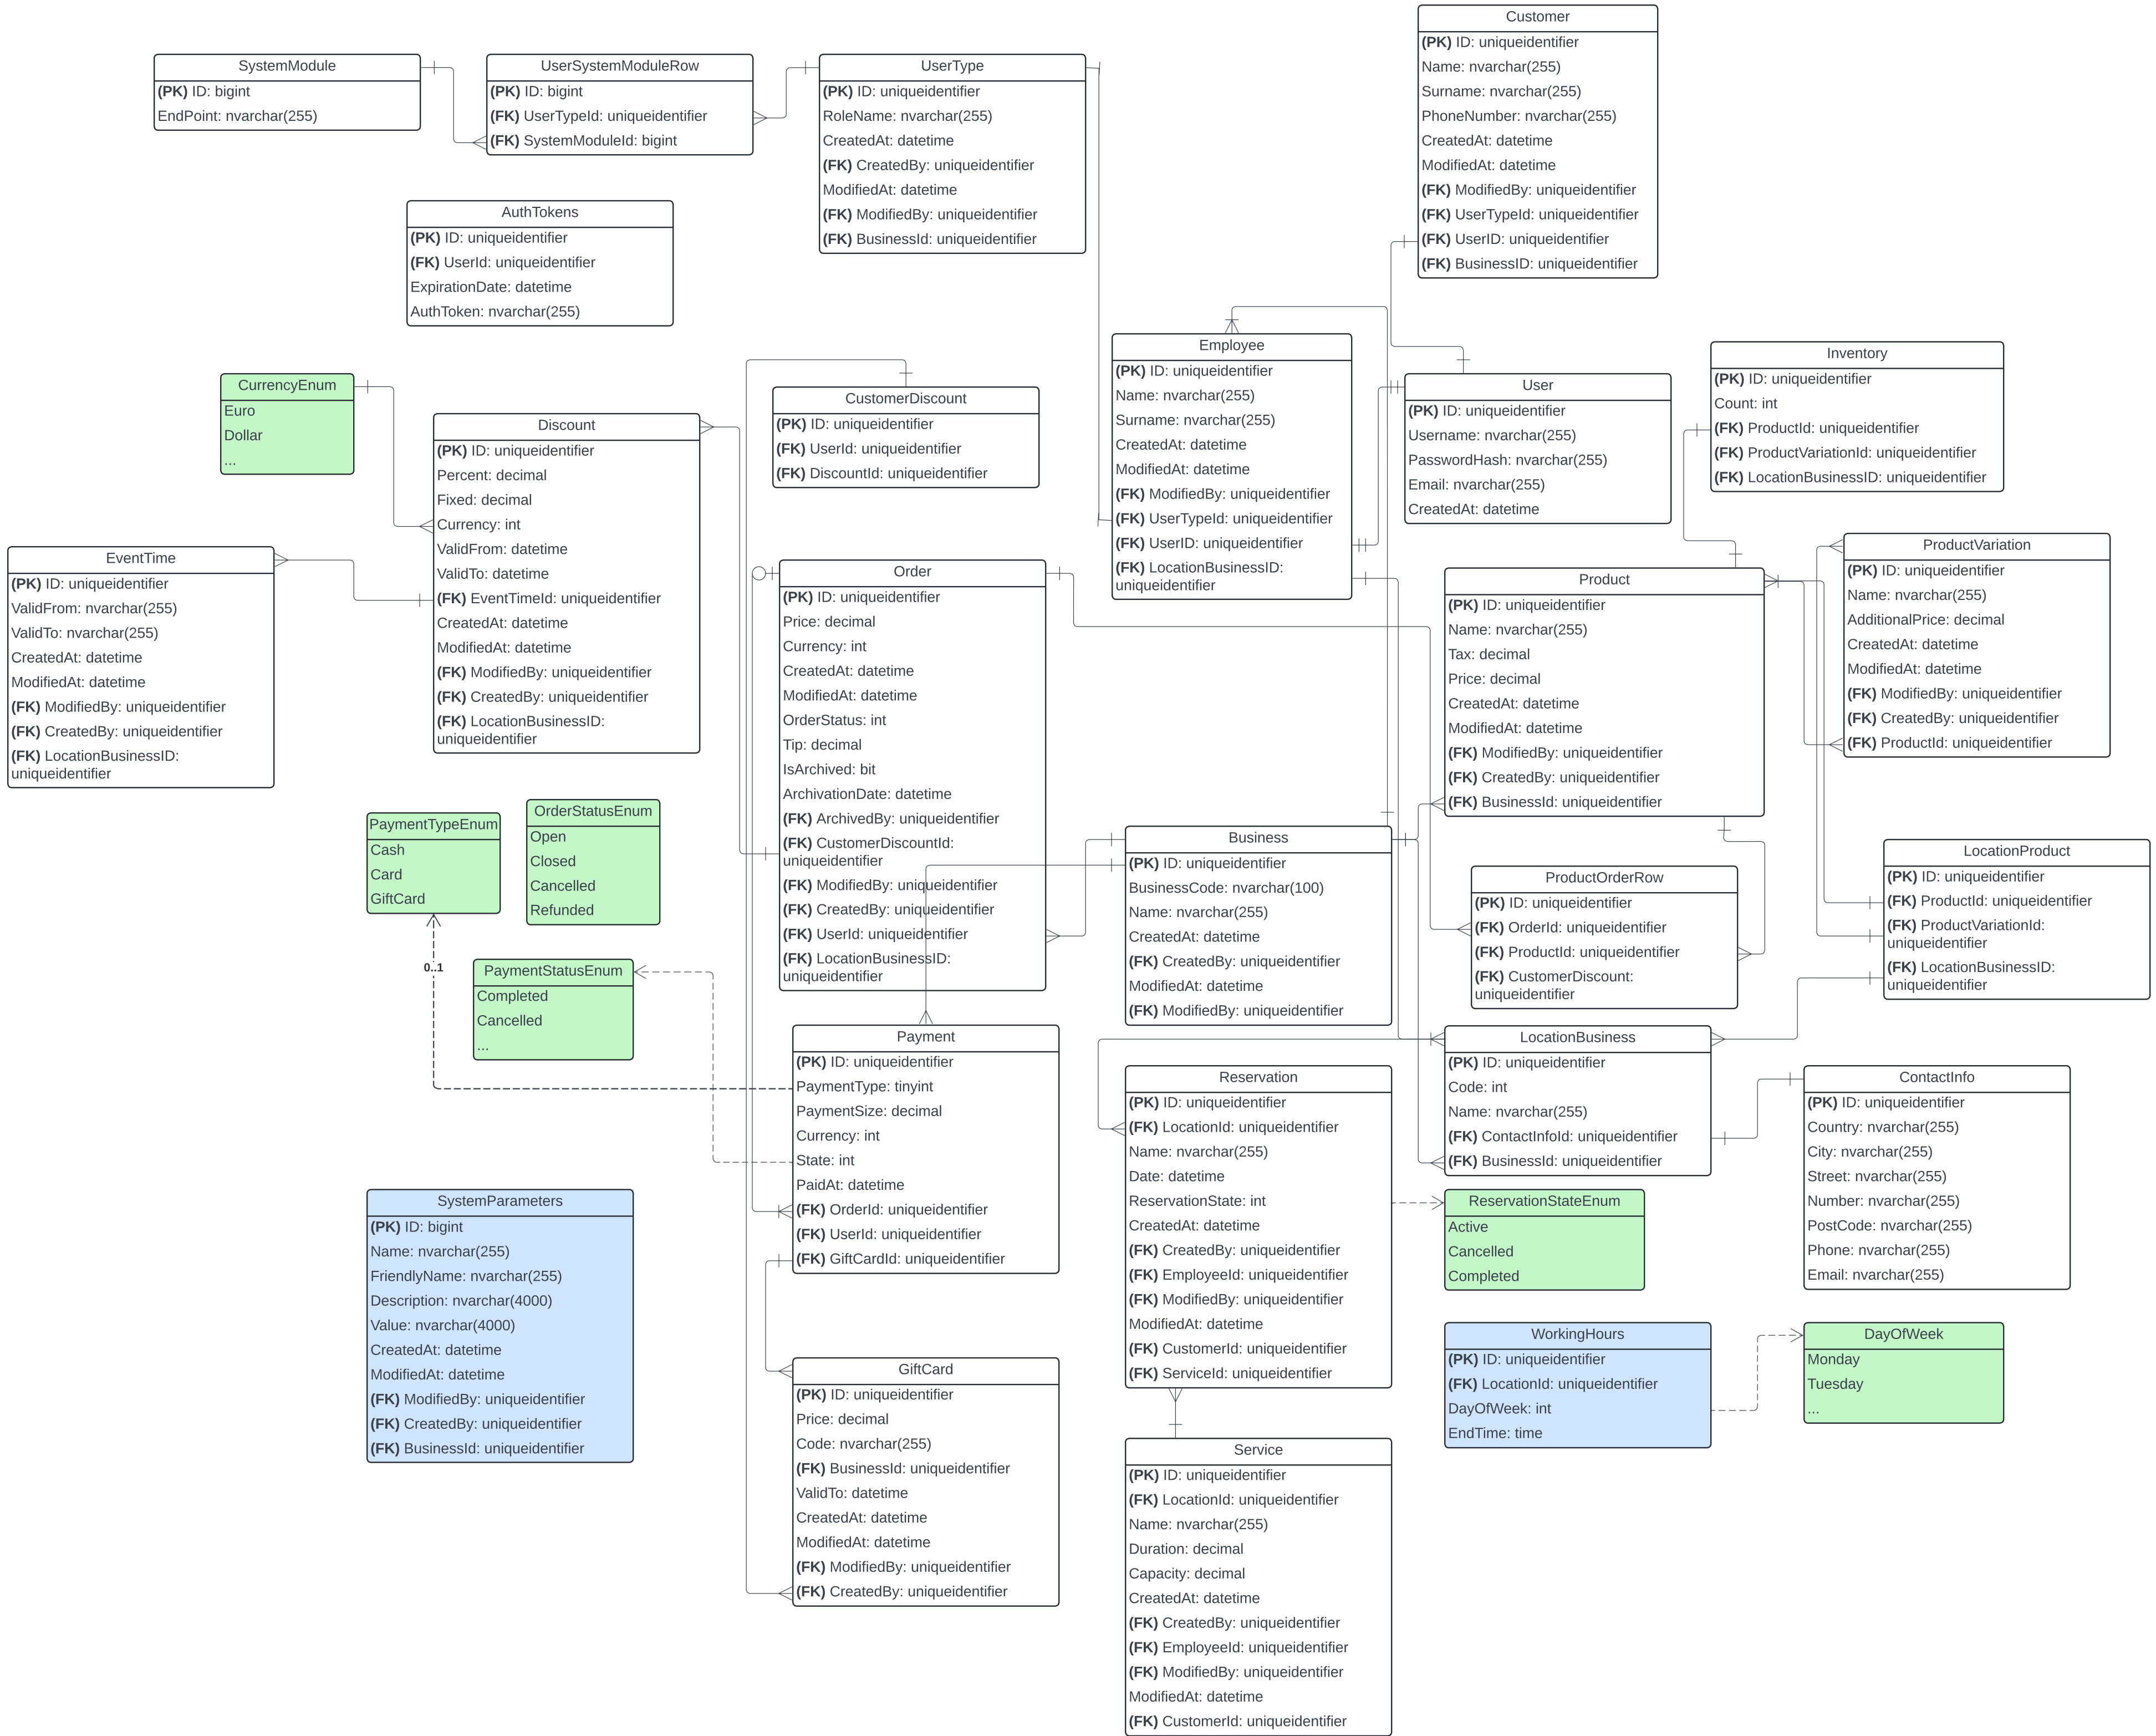 SystemModule
(PK) ID: bigint
EndPoint: nvarchar(255)
UserSystemModuleRow
(PK) ID: bigint
(FK) UserTypeId: uniqueidentifier
(FK) SystemModuleId: bigint
UserType
(PK) ID: uniqueidentifier
RoleName: nvarchar(255)
CreatedAt: datetime
(FK) CreatedBy: uniqueidentifier
ModifiedAt: datetime
(FK) ModifiedBy: uniqueidentifier
(FK) BusinessId: uniqueidentifier
Customer
(PK) ID: uniqueidentifier
Name: nvarchar(255)
Surname: nvarchar(255)
PhoneNumber: nvarchar(255)
CreatedAt: datetime
ModifiedAt: datetime
(FK) ModifiedBy: uniqueidentifier
(FK) UserTypeId: uniqueidentifier
(FK) UserID: uniqueidentifier
(FK) BusinessID: uniqueidentifier
AuthTokens
(PK) ID: uniqueidentifier
(FK) UserId: uniqueidentifier
ExpirationDate: datetime
AuthToken: nvarchar(255)
CurrencyEnum
Euro
Dollar
...
Discount
(PK) ID: uniqueidentifier
Percent: decimal
Fixed: decimal
Currency: int
ValidFrom: datetime
ValidTo: datetime
(FK) EventTimeId: uniqueidentifier
CreatedAt: datetime
ModifiedAt: datetime
(FK) ModifiedBy: uniqueidentifier
(FK) CreatedBy: uniqueidentifier
(FK) LocationBusinessID:
uniqueidentifier
CustomerDiscount
(PK) ID: uniqueidentifier
(FK) UserId: uniqueidentifier
(FK) DiscountId: uniqueidentifier
Employee
(PK) ID: uniqueidentifier
Name: nvarchar(255)
Surname: nvarchar(255)
CreatedAt: datetime
ModifiedAt: datetime
(FK) ModifiedBy: uniqueidentifier
(FK) UserTypeId: uniqueidentifier
(FK) UserID: uniqueidentifier
(FK) LocationBusinessID:
uniqueidentifier
User
(PK) ID: uniqueidentifier
Username: nvarchar(255)
PasswordHash: nvarchar(255)
Email: nvarchar(255)
CreatedAt: datetime
Inventory
(PK) ID: uniqueidentifier
Count: int
(FK) ProductId: uniqueidentifier
(FK) ProductVariationId: uniqueidentifier
(FK) LocationBusinessID: uniqueidentifier
EventTime
(PK) ID: uniqueidentifier
ValidFrom: nvarchar(255)
ValidTo: nvarchar(255)
CreatedAt: datetime
ModifiedAt: datetime
(FK) ModifiedBy: uniqueidentifier
(FK) CreatedBy: uniqueidentifier
(FK) LocationBusinessID:
uniqueidentifier
Order
(PK) ID: uniqueidentifier
Price: decimal
Currency: int
CreatedAt: datetime
ModifiedAt: datetime
OrderStatus: int
Tip: decimal
IsArchived: bit
ArchivationDate: datetime
(FK) ArchivedBy: uniqueidentifier
(FK) CustomerDiscountId:
uniqueidentifier
(FK) ModifiedBy: uniqueidentifier
(FK) CreatedBy: uniqueidentifier
(FK) UserId: uniqueidentifier
(FK) LocationBusinessID:
uniqueidentifier
Product
(PK) ID: uniqueidentifier
Name: nvarchar(255)
Tax: decimal
Price: decimal
CreatedAt: datetime
ModifiedAt: datetime
(FK) ModifiedBy: uniqueidentifier
(FK) CreatedBy: uniqueidentifier
(FK) BusinessId: uniqueidentifier
ProductVariation
(PK) ID: uniqueidentifier
Name: nvarchar(255)
AdditionalPrice: decimal
CreatedAt: datetime
ModifiedAt: datetime
(FK) ModifiedBy: uniqueidentifier
(FK) CreatedBy: uniqueidentifier
(FK) ProductId: uniqueidentifier
PaymentTypeEnum
Cash
Card
GiftCard
OrderStatusEnum
Open
Closed
Cancelled
Refunded
0..1
PaymentStatusEnum
Completed
Cancelled
...
Business
(PK) ID: uniqueidentifier
BusinessCode: nvarchar(100)
Name: nvarchar(255)
CreatedAt: datetime
(FK) CreatedBy: uniqueidentifier
ModifiedAt: datetime
(FK) ModifiedBy: uniqueidentifier
ProductOrderRow
(PK) ID: uniqueidentifier
(FK) OrderId: uniqueidentifier
(FK) ProductId: uniqueidentifier
(FK) CustomerDiscount:
uniqueidentifier
LocationProduct
(PK) ID: uniqueidentifier
(FK) ProductId: uniqueidentifier
(FK) ProductVariationId:
uniqueidentifier
(FK) LocationBusinessID:
uniqueidentifier
Payment
(PK) ID: uniqueidentifier
PaymentType: tinyint
PaymentSize: decimal
Currency: int
State: int
PaidAt: datetime
(FK) OrderId: uniqueidentifier
(FK) UserId: uniqueidentifier
(FK) GiftCardId: uniqueidentifier
Reservation
(PK) ID: uniqueidentifier
(FK) LocationId: uniqueidentifier
Name: nvarchar(255)
Date: datetime
ReservationState: int
CreatedAt: datetime
(FK) CreatedBy: uniqueidentifier
(FK) EmployeeId: uniqueidentifier
(FK) ModifiedBy: uniqueidentifier
ModifiedAt: datetime
(FK) CustomerId: uniqueidentifier
(FK) ServiceId: uniqueidentifier
LocationBusiness
(PK) ID: uniqueidentifier
Code: int
Name: nvarchar(255)
(FK) ContactInfoId: uniqueidentifier
(FK) BusinessId: uniqueidentifier
ContactInfo
(PK) ID: uniqueidentifier
Country: nvarchar(255)
City: nvarchar(255)
Street: nvarchar(255)
Number: nvarchar(255)
PostCode: nvarchar(255)
Phone: nvarchar(255)
Email: nvarchar(255)
SystemParameters
(PK) ID: bigint
Name: nvarchar(255)
FriendlyName: nvarchar(255)
Description: nvarchar(4000)
Value: nvarchar(4000)
CreatedAt: datetime
ModifiedAt: datetime
(FK) ModifiedBy: uniqueidentifier
(FK) CreatedBy: uniqueidentifier
(FK) BusinessId: uniqueidentifier
ReservationStateEnum
Active
Cancelled
Completed
GiftCard
(PK) ID: uniqueidentifier
Price: decimal
Code: nvarchar(255)
(FK) BusinessId: uniqueidentifier
ValidTo: datetime
CreatedAt: datetime
ModifiedAt: datetime
(FK) ModifiedBy: uniqueidentifier
(FK) CreatedBy: uniqueidentifier
WorkingHours
(PK) ID: uniqueidentifier
(FK) LocationId: uniqueidentifier
DayOfWeek: int
EndTime: time
DayOfWeek
Monday
Tuesday
...
Service
(PK) ID: uniqueidentifier
(FK) LocationId: uniqueidentifier
Name: nvarchar(255)
Duration: decimal
Capacity: decimal
CreatedAt: datetime
(FK) CreatedBy: uniqueidentifier
(FK) EmployeeId: uniqueidentifier
(FK) ModifiedBy: uniqueidentifier
ModifiedAt: datetime
(FK) CustomerId: uniqueidentifier